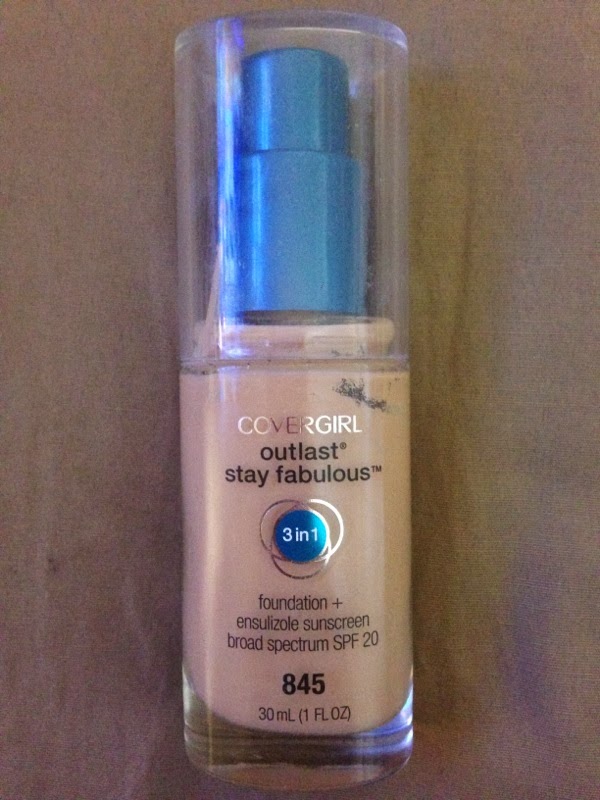 COVERGIRL
outlast®
stay fabulous™
3 in 1
foundation +
ensulizole sunscreen
broad spectrum SPF 20
845
30 mL (1 FL OZ)